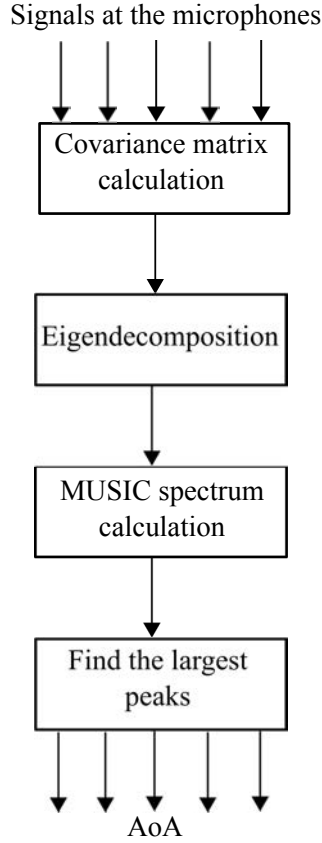 Signals at the microphones
Covariance matrix
calculation
Eigendecomposition
MUSIC spectrum
calculation
Find the largest
peaks
AoA